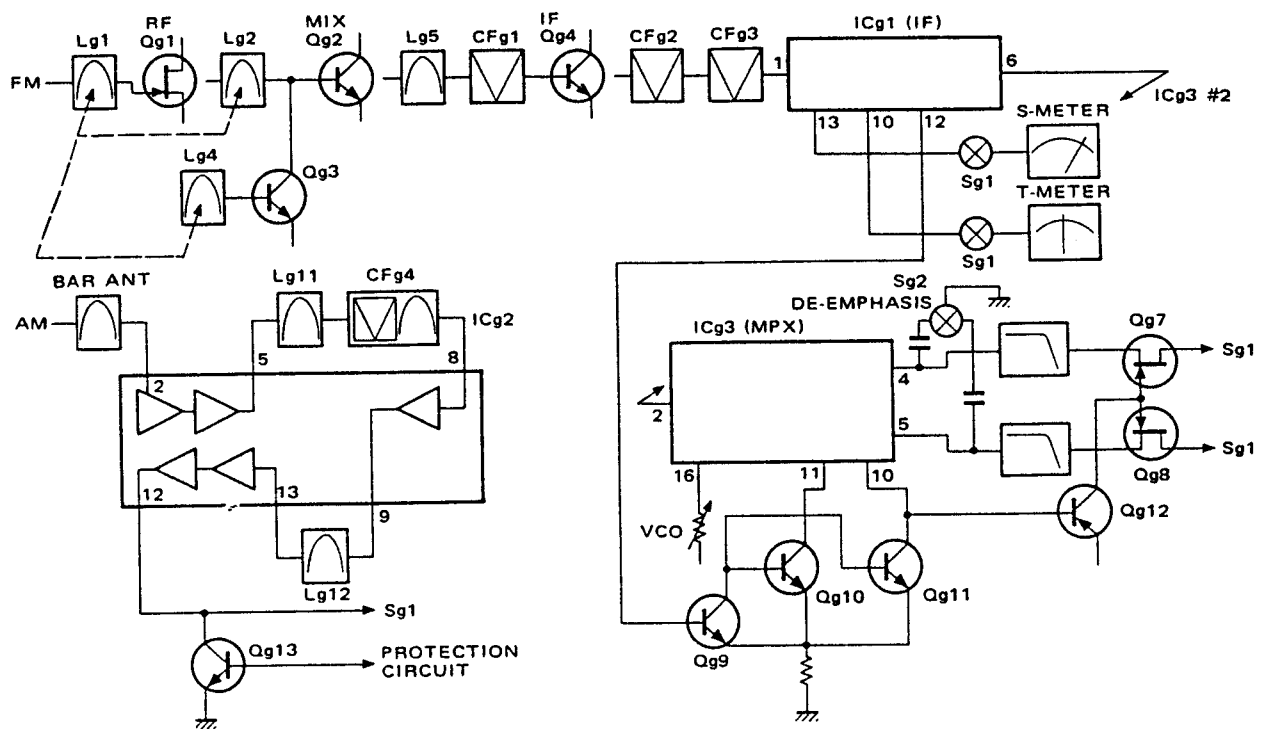 RF
Lg1
Qg1
Lg2
MIX
Qg2
Lg5
CFg1
IF
Qg4
CFg2
CFg3
ICg1 (IF)
FM
1
6
ICg3 #2
13
10
12
S-METER
Sg1
T-METER
Sg1
Lg4
Qg3
BAR ANT
AM
Lg11
CFg4
ICg2
2
5
8
12
13
9
Lg12
Sg1
Qg13
PROTECTION
CIRCUIT
Sg2
DE-EMPHASIS
ICg3 (MPX)
Qg7
Sg1
4
2
5
Sg1
Qg8
16
11
10
VCO
Qg12
Qg10
Qg11
Qg9